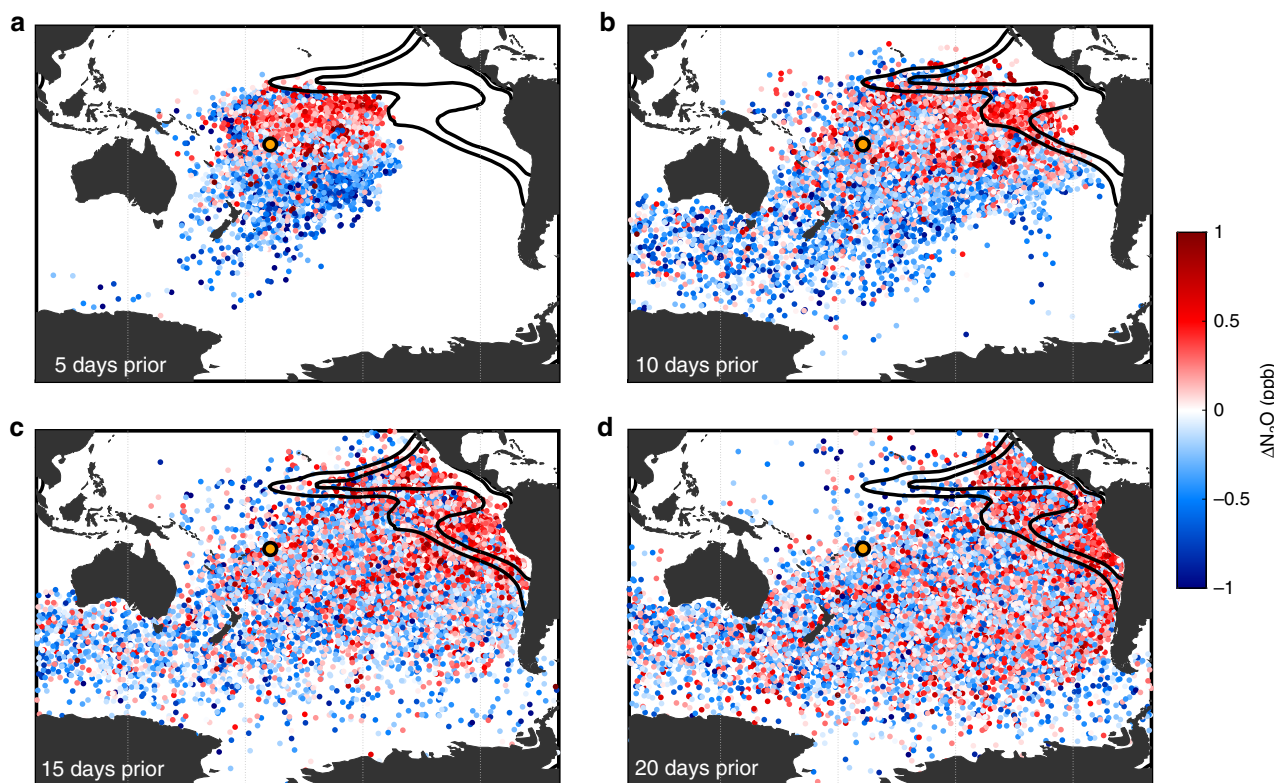 a
5 days prior
b
10 days prior
c
15 days prior
d
20 days prior
1
0.5
0
−0.5
−1
ΔN₂O (ppb)